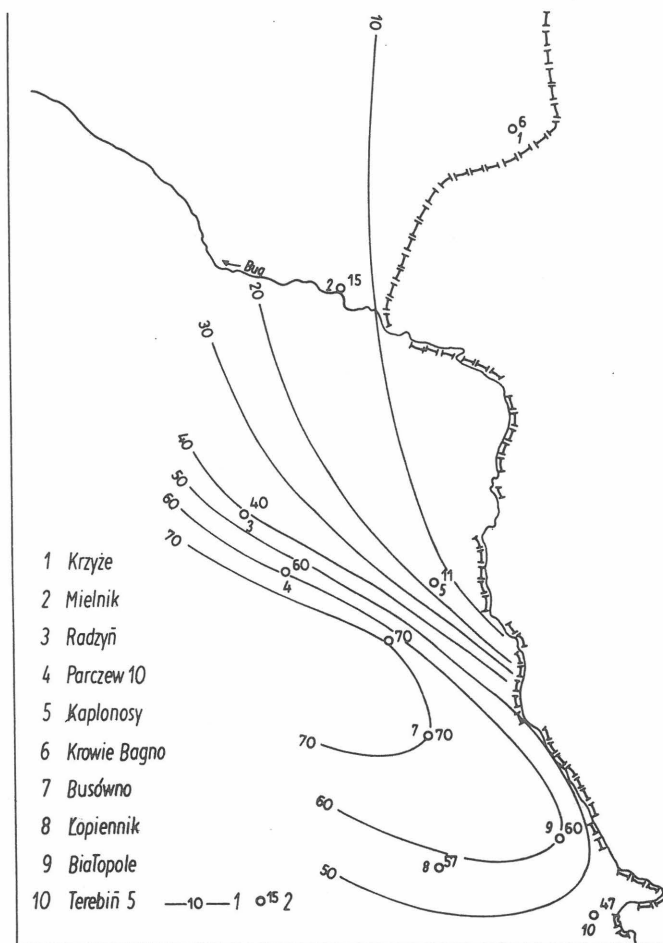 10
6
1
Bug
2 15
20
30
40
50
60
70
40
3
60
4
11
5
70
7 70
70
60
9 60
8 57
50
47
10
1 Krzyże
2 Mielnik
3 Radzyń
4 Parczew 10
5 Kaplonosy
6 Krowie Bagno
7 Busówno
8 Łopiennik
9 Białopole
10 Terebiń 5 —10—1 o15 2